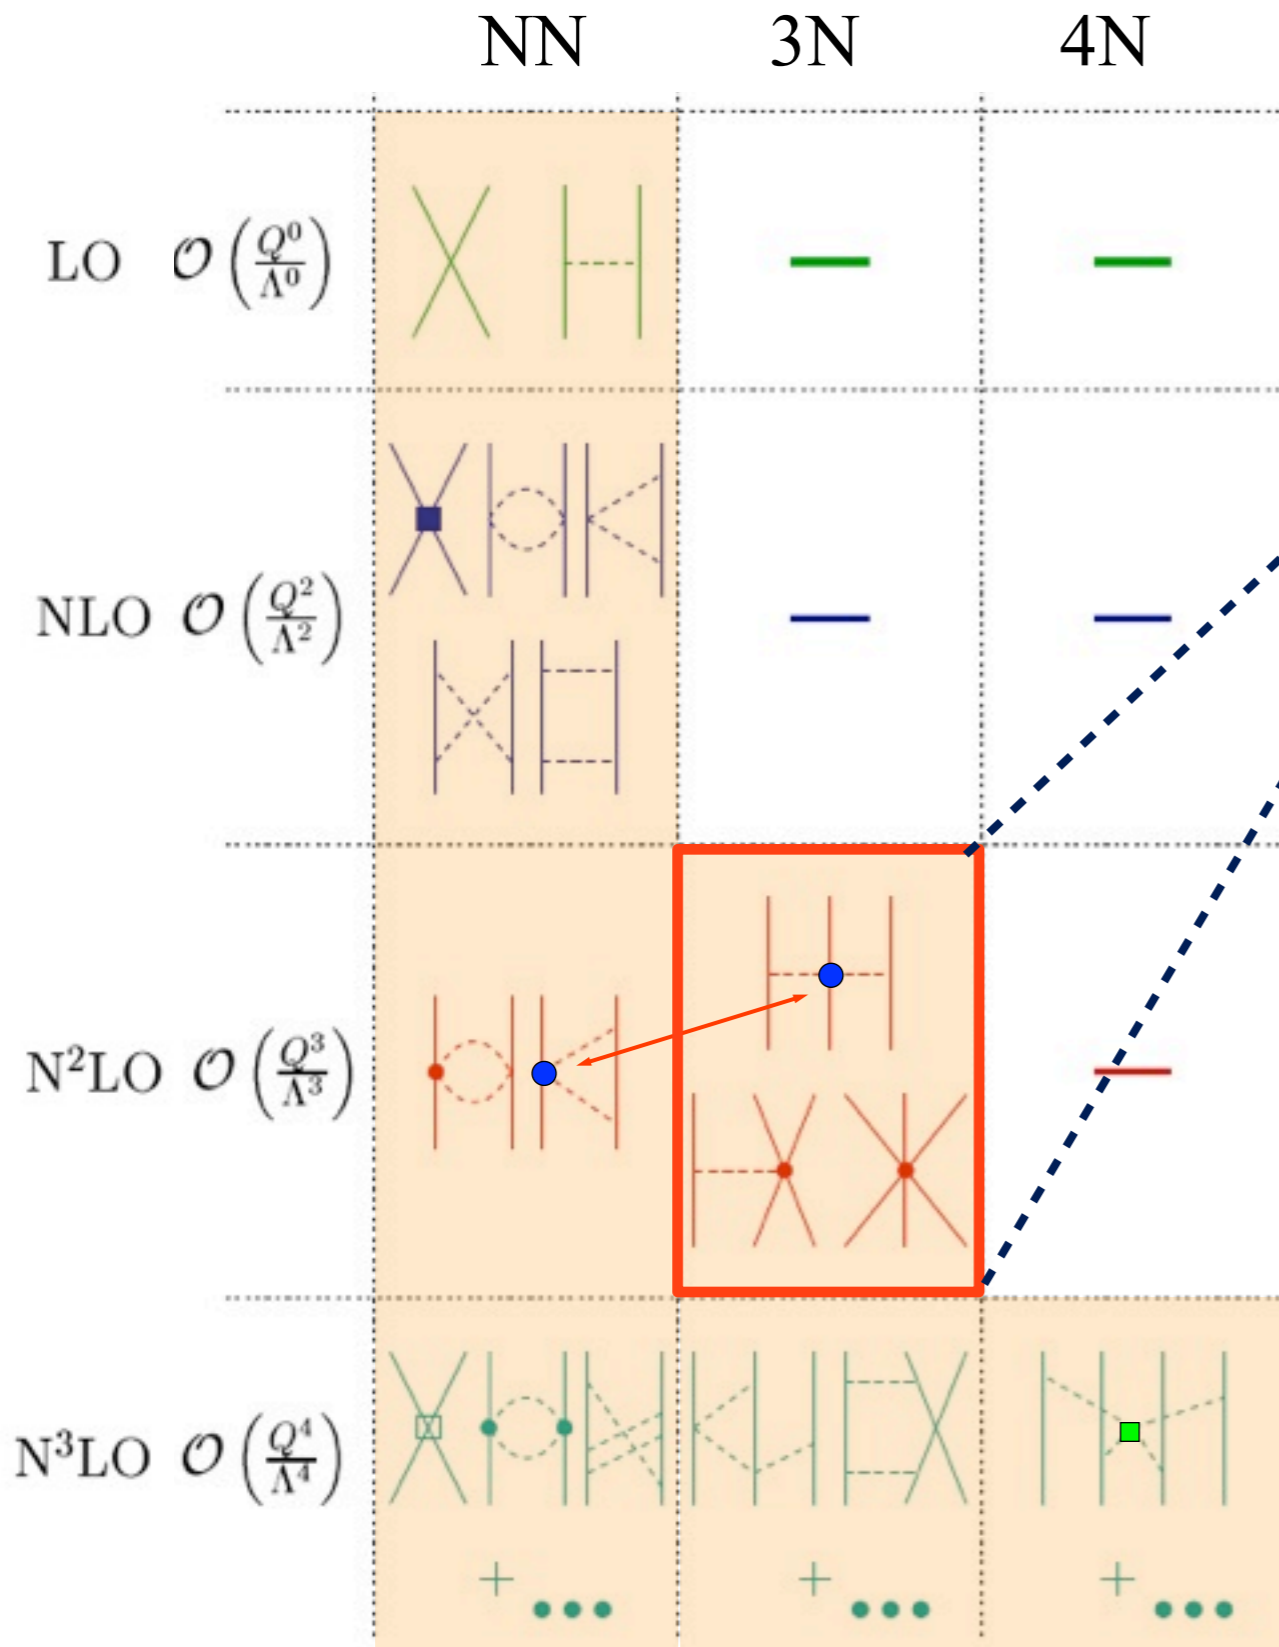 NN 3N 4N
LO 𝒪(Q⁰/Λ⁰)
NLO 𝒪(Q²/Λ²)
N²LO 𝒪(Q³/Λ³)
N³LO 𝒪(Q⁴/Λ⁴)
+ ••• + ••• + •••